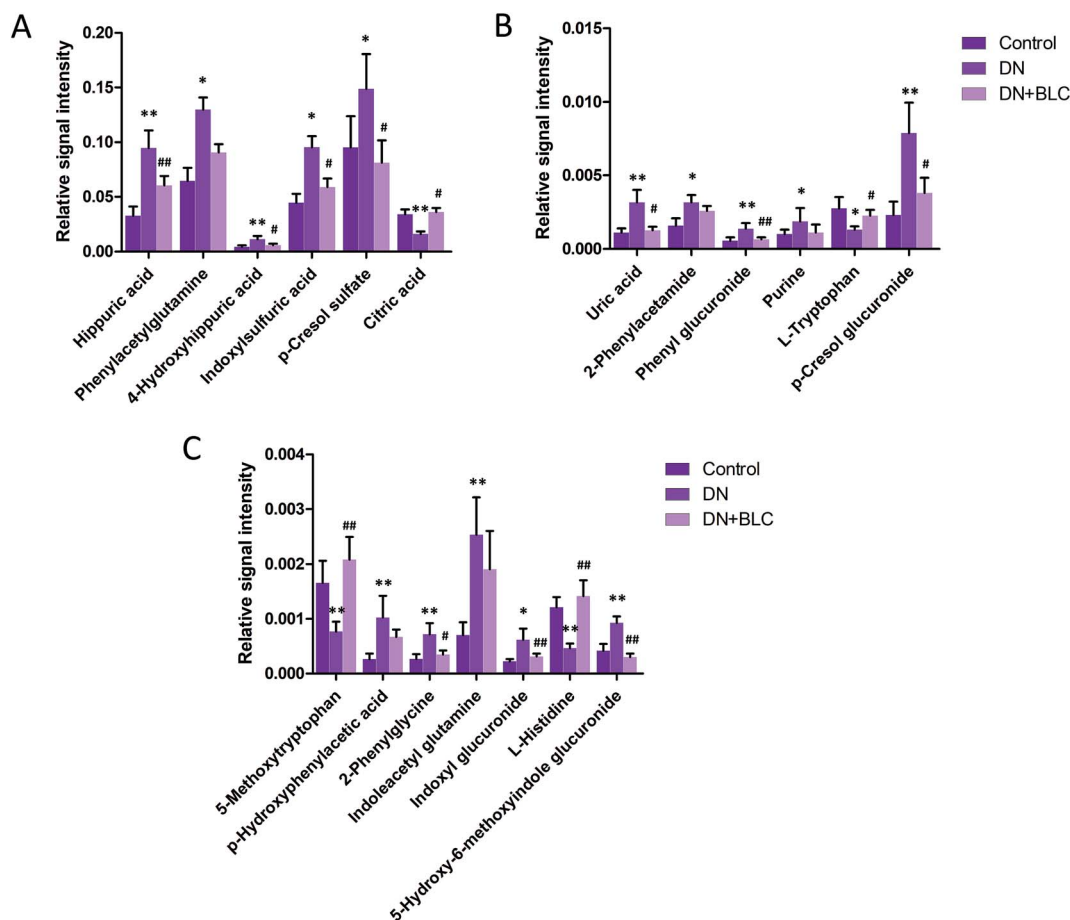 A
Relative signal intensity
0.20
0.15
0.10
0.05
0.00
**
##
*
**
#
*
#
*
#
**
#
Hippuric acid
Phenylacetylglutamine
4-Hydroxyhippuric acid
Indoxylsulfuric acid
p-Cresol sulfate
Citric acid
B
Relative signal intensity
0.015
0.010
0.005
0.000
**
#
*
**
##
*
*
#
**
#
Uric acid
2-Phenylacetamide
Phenyl glucuronide
Purine
L-Tryptophan
p-Cresol glucuronide
Control
DN
DN+BLC
C
Relative signal intensity
0.004
0.003
0.002
0.001
0.000
**
##
**
**
#
**
*
##
**
##
**
##
5-Methoxytryptophan
p-Hydroxyphenylacetic acid
2-Phenylglycine
Indoleacetyl glutamine
Indoxyl glucuronide
L-Histidine
5-Hydroxy-6-methoxyindole glucuronide
Control
DN
DN+BLC